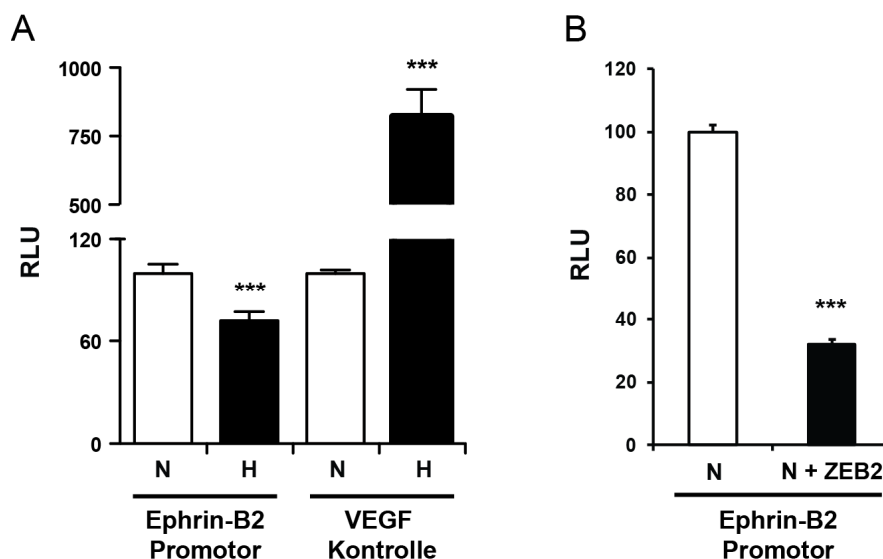 A
RLU
1000
750
500
120
60
0
***
***
N
H
N
H
Ephrin-B2
Promotor
VEGF
Kontrolle
B
RLU
120
100
80
60
40
20
0
***
N
N + ZEB2
Ephrin-B2
Promotor